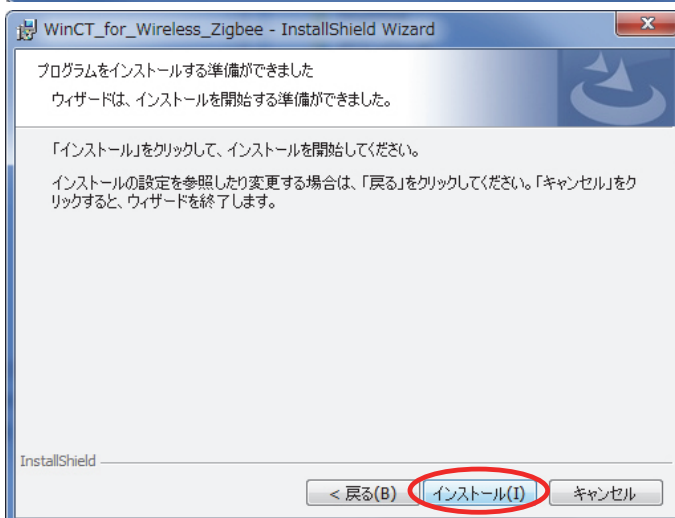 WinCT_for_Wireless_Zigbee - InstallShield Wizard
プログラムをインストールする準備ができました
ウィザードは、インストールを開始する準備ができました。
「インストール」をクリックして、インストールを開始してください。
インストールの設定を参照したり変更する場合は、「戻る」をクリックしてください。「キャンセル」をク
リックすると、ウィザードを終了します。
InstallShield
< 戻る(B) インストール(I) キャンセル